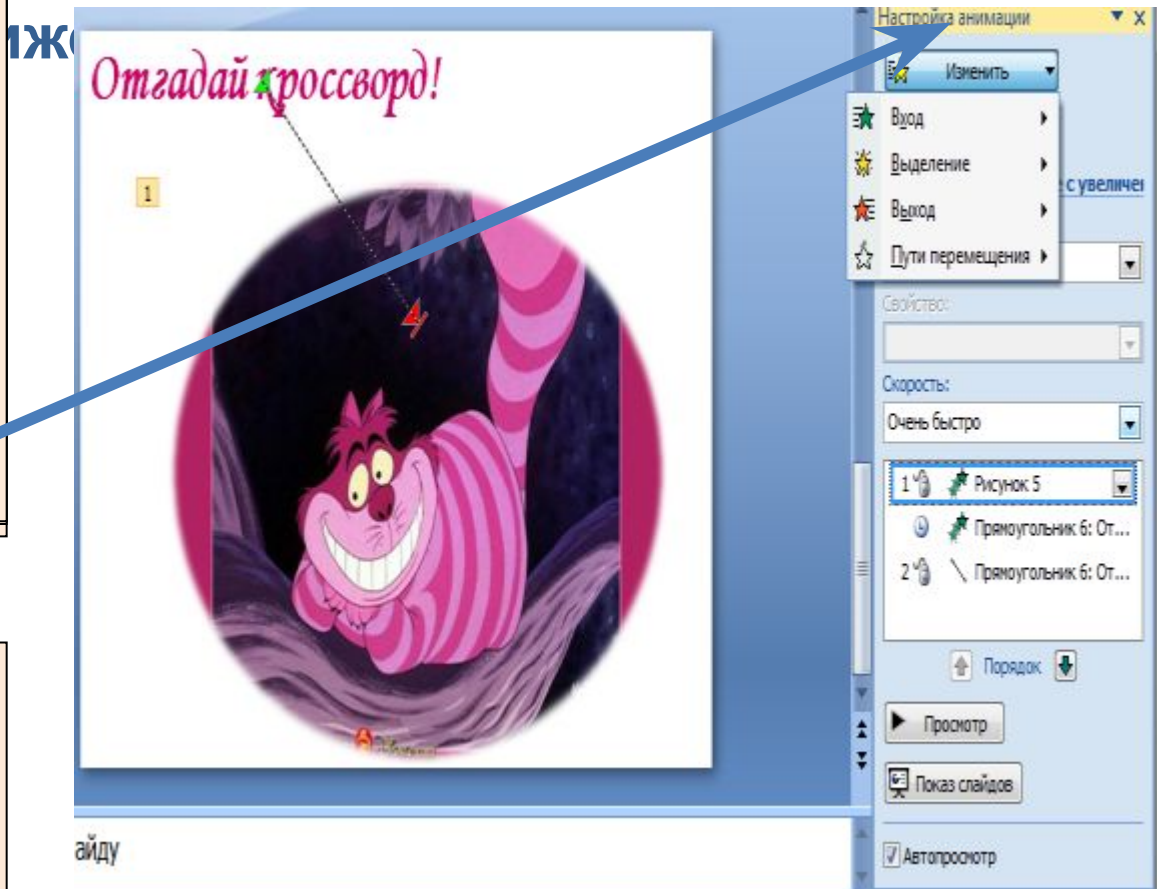 иже
Отгадай кроссворд!
1
Настройка анимации
Изменить
Вход
Выделение
Выход
Пути перемещения
с увеличе
Свойство:
Скорость:
Очень быстро
1 Рисунок 5
Прямоугольник 6: От...
2 Прямоугольник 6: От...
Порядок
Просмотр
Показ слайдов
Автопросмотр
айду